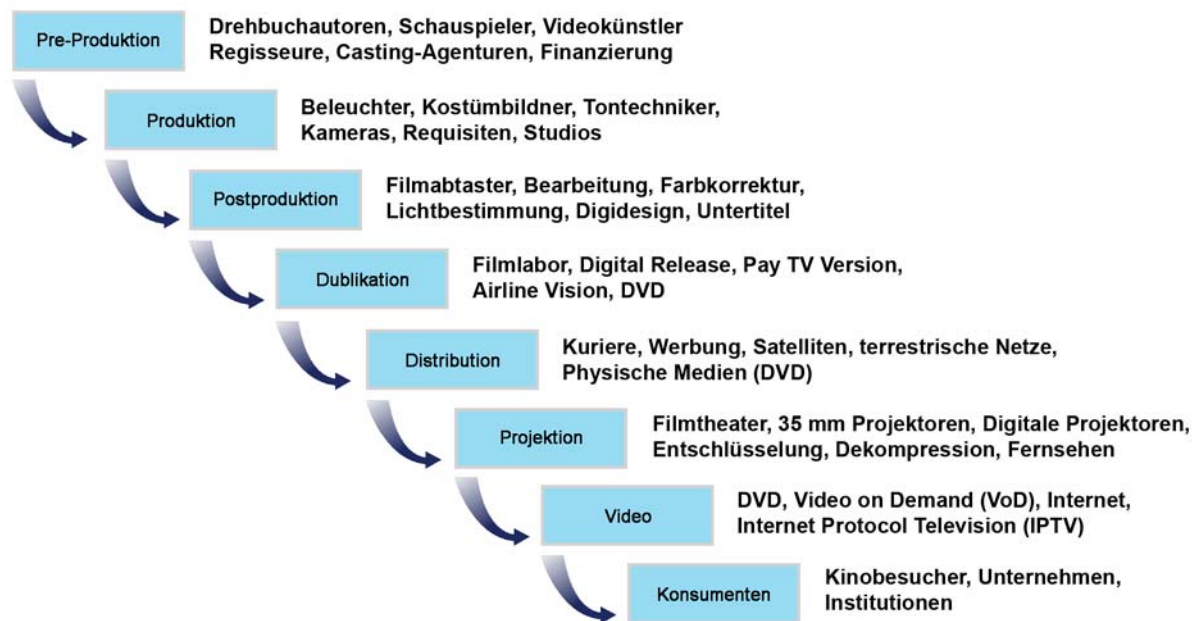 Pre-Produktion
Drehbuchautoren, Schauspieler, Videokünstler
Regisseure, Casting-Agenturen, Finanzierung
Produktion
Beleuchter, Kostümbildner, Tontechniker,
Kameras, Requisiten, Studios
Postproduktion
Filmabtaster, Bearbeitung, Farbkorrektur,
Lichtbestimmung, Digidesign, Untertitel
Dublikation
Filmlabor, Digital Release, Pay TV Version,
Airline Vision, DVD
Distribution
Kuriere, Werbung, Satelliten, terrestrische Netze,
Physische Medien (DVD)
Projektion
Filmtheater, 35 mm Projektoren, Digitale Projektoren,
Entschlüsselung, Dekompression, Fernsehen
Video
DVD, Video on Demand (VoD), Internet,
Internet Protocol Television (IPTV)
Konsumenten
Kinobesucher, Unternehmen,
Institutionen